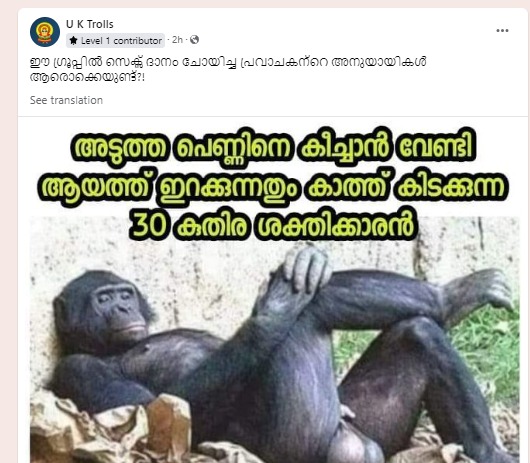 U K Trolls
Level 1 contributor · 2h ·
ഈ ഗ്രൂപ്പിൽ സെക്സ് ദാനം ചോയിച്ച പ്രവാചകന്റെ അനുയായികൾ
ആരൊക്കെയുണ്ട്?!
See translation
അടുത്ത പെണ്ണിനെ കീച്ചാൻ വേണ്ടി
ആയത്ത് ഇറക്കുന്നതും കാത്ത് കിടക്കുന്ന
30 കുതിര ശക്തിക്കാരൻ